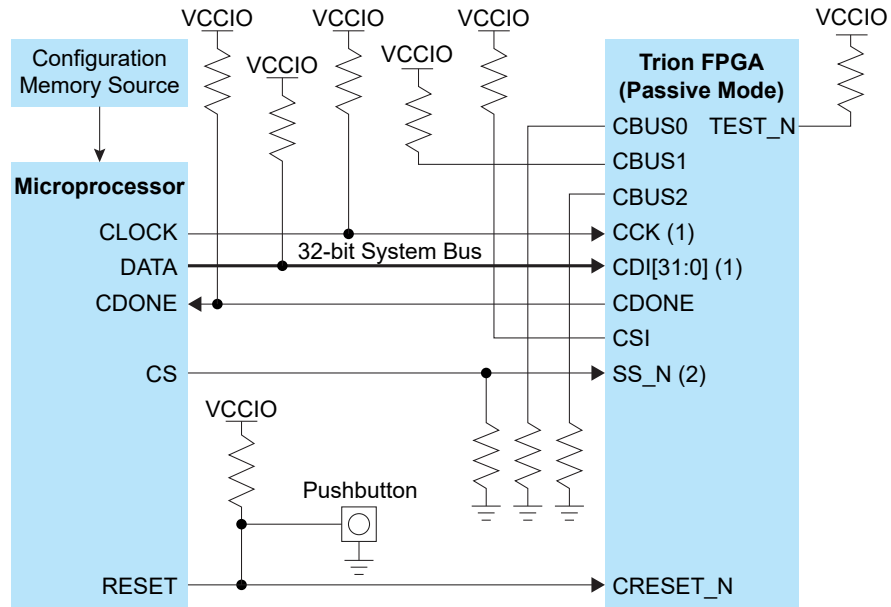 VCCIO
VCCIO
VCCIO
VCCIO
VCCIO
VCCIO
Configuration
Memory Source
Trion FPGA
(Passive Mode)
CBUS0
TEST_N
CBUS1
CBUS2
Microprocessor
CLOCK
CCK (1)
32-bit System Bus
DATA
CDI[31:0] (1)
CDONE
CDONE
CSI
CS
SS_N (2)
VCCIO
Pushbutton
RESET
CRESET_N